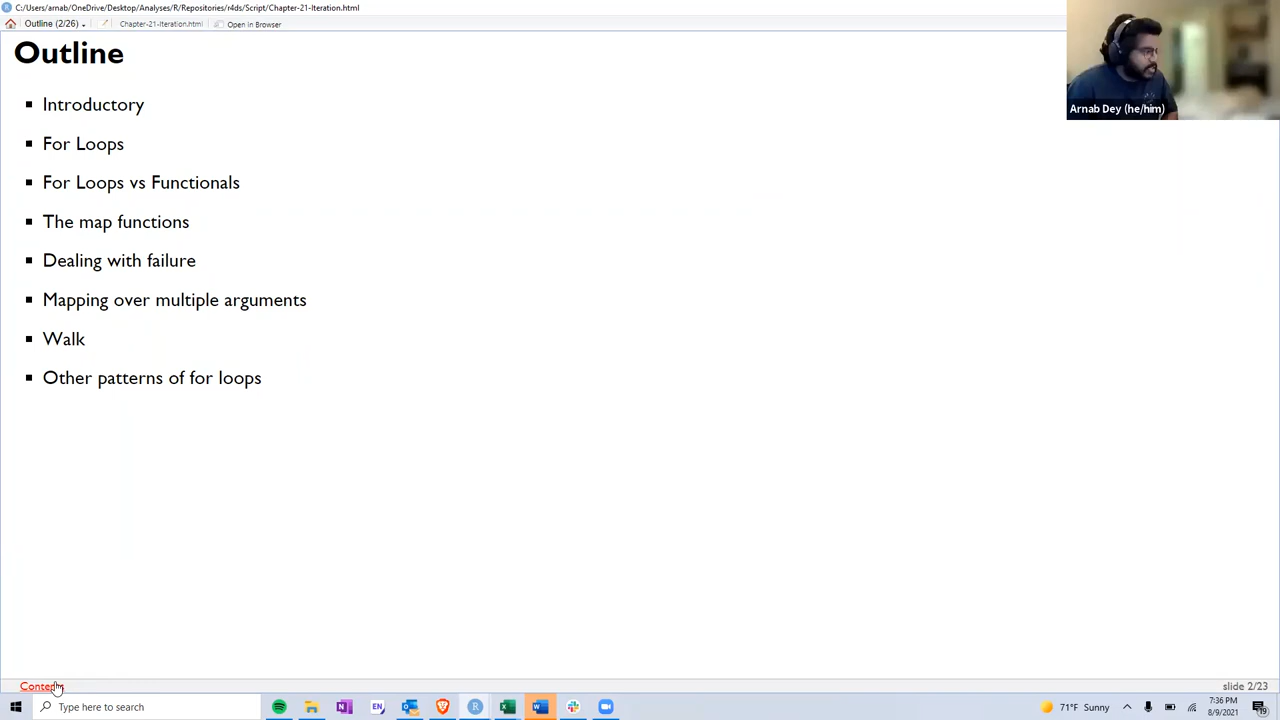 C:/Users/arnab/OneDrive/Desktop/Analyses/R/Repositories/r4ds/Script/Chapter-21-Iteration.html
Outline (2/26) Chapter-21-Iteration.html Open in Browser
Outline
Arnab Dey (he/him)
Introductory
For Loops
For Loops vs Functionals
The map functions
Dealing with failure
Mapping over multiple arguments
Walk
Other patterns of for loops
Contents slide 2/23
Type here to search
EN
71°F Sunny
7:36 PM
8/9/2021
19